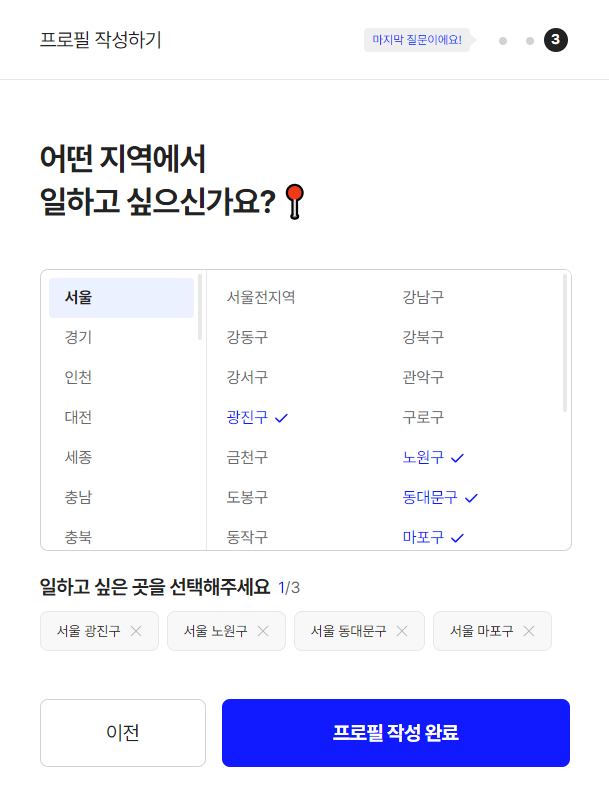 프로필 작성하기
마지막 질문이에요!
3
어떤 지역에서
일하고 싶으신가요?
서울 서울전지역 강남구
경기 강동구 강북구
인천 강서구 관악구
대전 광진구 구로구
세종 금천구 노원구
충남 도봉구 동대문구
충북 동작구 마포구
일하고 싶은 곳을 선택해주세요 1/3
서울 광진구 서울 노원구 서울 동대문구 서울 마포구
이전 프로필 작성 완료